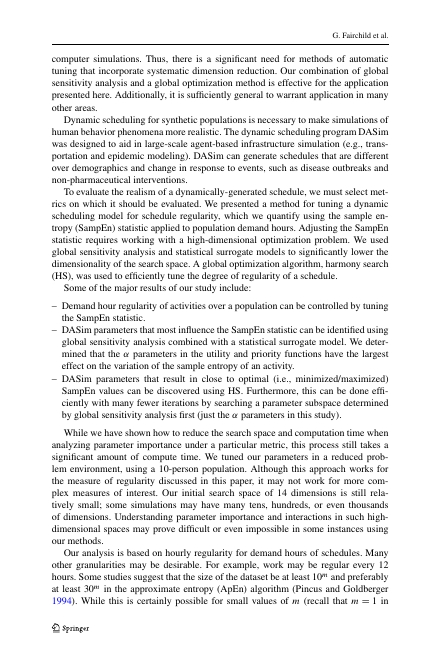 G. Fairchild et al.
computer simulations. Thus, there is a significant need for methods of automatic
tuning that incorporate systematic dimension reduction. Our combination of global
sensitivity analysis and a global optimization method is effective for the application
presented here. Additionally, it is sufficiently general to warrant application in many
other areas.
Dynamic scheduling for synthetic populations is necessary to make simulations of
human behavior phenomena more realistic. The dynamic scheduling program DASim
was designed to aid in large-scale agent-based infrastructure simulation (e.g., trans-
portation and epidemic modeling). DASim can generate schedules that are different
over demographics and change in response to events, such as disease outbreaks and
non-pharmaceutical interventions.
To evaluate the realism of a dynamically-generated schedule, we must select met-
rics on which it should be evaluated. We presented a method for tuning a dynamic
scheduling model for schedule regularity, which we quantify using the sample en-
tropy (SampEn) statistic applied to population demand hours. Adjusting the SampEn
statistic requires working with a high-dimensional optimization problem. We used
global sensitivity analysis and statistical surrogate models to significantly lower the
dimensionality of the search space. A global optimization algorithm, harmony search
(HS), was used to efficiently tune the degree of regularity of a schedule.
Some of the major results of our study include:
– Demand hour regularity of activities over a population can be controlled by tuning
the SampEn statistic.
– DASim parameters that most influence the SampEn statistic can be identified using
global sensitivity analysis combined with a statistical surrogate model. We deter-
mined that the α parameters in the utility and priority functions have the largest
effect on the variation of the sample entropy of an activity.
– DASim parameters that result in close to optimal (i.e., minimized/maximized)
SampEn values can be discovered using HS. Furthermore, this can be done effi-
ciently with many fewer iterations by searching a parameter subspace determined
by global sensitivity analysis first (just the α parameters in this study).
While we have shown how to reduce the search space and computation time when
analyzing parameter importance under a particular metric, this process still takes a
significant amount of compute time. We tuned our parameters in a reduced prob-
lem environment, using a 10-person population. Although this approach works for
the measure of regularity discussed in this paper, it may not work for more com-
plex measures of interest. Our initial search space of 14 dimensions is still rela-
tively small; some simulations may have many tens, hundreds, or even thousands
of dimensions. Understanding parameter importance and interactions in such high-
dimensional spaces may prove difficult or even impossible in some instances using
our methods.
Our analysis is based on hourly regularity for demand hours of schedules. Many
other granularities may be desirable. For example, work may be regular every 12
hours. Some studies suggest that the size of the dataset be at least 10^m and preferably
at least 30^m in the approximate entropy (ApEn) algorithm (Pincus and Goldberger
1994). While this is certainly possible for small values of m (recall that m = 1 in
Springer